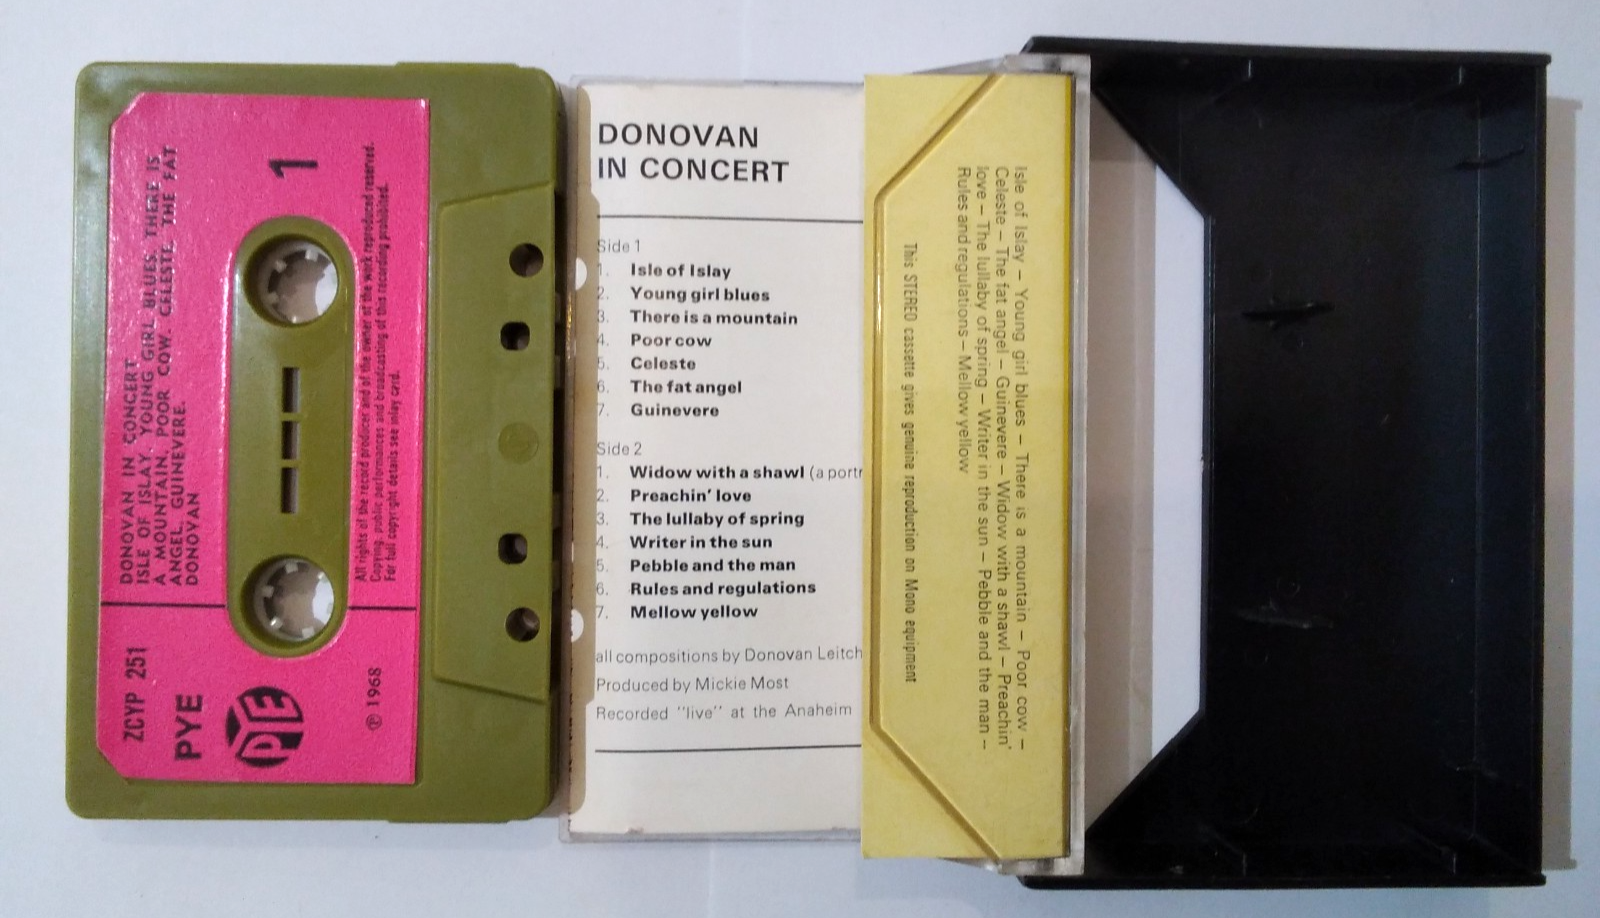 DONOVAN IN CONCERT
ISLE OF ISLAY. YOUNG GIRL BLUES. THERE IS
A MOUNTAIN. POOR COW. CELESTE. THE FAT
ANGEL. GUINEVERE.
DONOVAN
1
All rights of the record producer and of the owner of the work reproduced reserved.
Copying, public performances and broadcasting of this recording prohibited.
For full copyright details see inlay card.
ZCYP 251
PYE
PYE
℗ 1968
DONOVAN
IN CONCERT
Side 1
1. Isle of Islay
2. Young girl blues
3. There is a mountain
4. Poor cow
5. Celeste
6. The fat angel
7. Guinevere
Side 2
1. Widow with a shawl (a portr
2. Preachin' love
3. The lullaby of spring
4. Writer in the sun
5. Pebble and the man
6. Rules and regulations
7. Mellow yellow
all compositions by Donovan Leitch
Produced by Mickie Most
Recorded "live" at the Anaheim
Isle of Islay – Young girl blues – There is a mountain – Poor cow –
Celeste – The fat angel – Guinevere – Widow with a shawl – Preachin'
love – The lullaby of spring – Writer in the sun – Pebble and the man –
Rules and regulations – Mellow yellow
This STEREO cassette gives genuine reproduction on Mono equipment